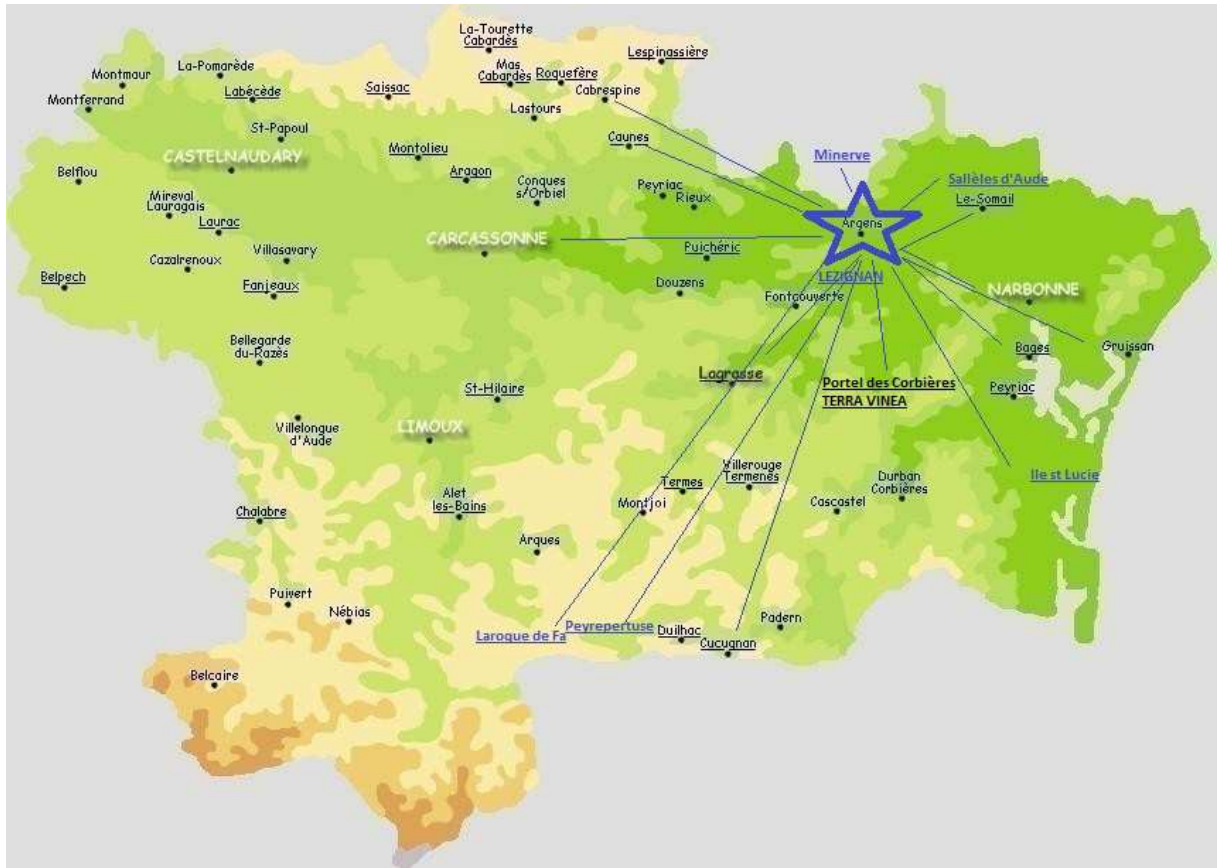 La-Tourette
Cabardès
Lespinassière
La-Pomarède
Mas
Cabardès
Roquefère
Montmaur
Saissac
Cabrespine
Labécède
Montferrand
Lastours
St-Papoul
Caunes
Montolieu
Minerve
CASTELNAUDARY
Aragon
Belflou
Conques
s/Orbiel
Peyriac
Sallèles d'Aude
Mireval
Lauragais
Rieux
Le-Somail
Laurac
Argens
CARCASSONNE
Villasavary
Puichéric
Cazalrenoux
Belpech
LEZIGNAN
Fanjeaux
Douzens
NARBONNE
Fontcouverte
Bellegarde
du-Razès
Bages
Gruissan
Lagrasse
St-Hilaire
Portel des Corbières
TERRA VINEA
Peyriac
Villelongue
d'Aude
LIMOUX
Villerouge
Termenès
Ile st Lucie
Termes
Durban
Corbières
Alet
les-Bains
Montjoi
Cascastel
Chalabre
Arques
Puivert
Nébias
Padern
Laroque de Fa
Peyrepertuse
Duilhac
Cucugnan
Belcaire